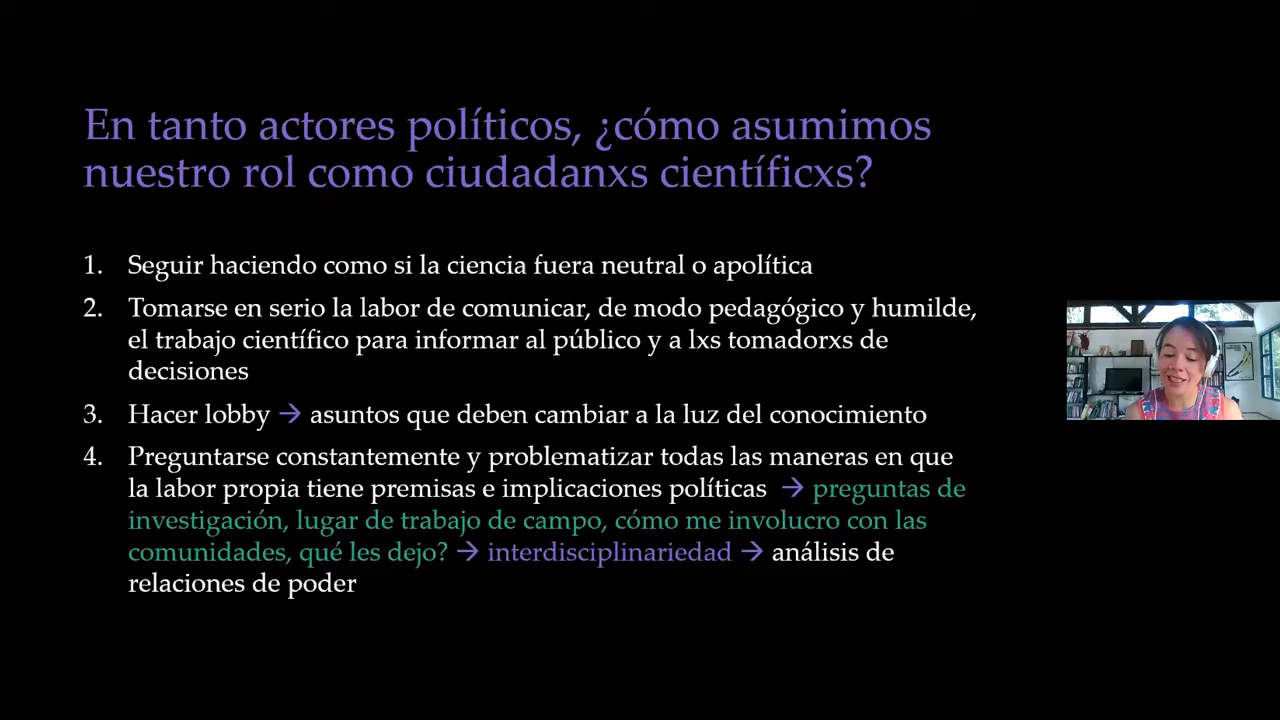 En tanto actores políticos, ¿cómo asumimos
nuestro rol como ciudadanxs científicxs?
1. Seguir haciendo como si la ciencia fuera neutral o apolítica
2. Tomarse en serio la labor de comunicar, de modo pedagógico y humilde,
el trabajo científico para informar al público y a lxs tomadorxs de
decisiones
3. Hacer lobby → asuntos que deben cambiar a la luz del conocimiento
4. Preguntarse constantemente y problematizar todas las maneras en que
la labor propia tiene premisas e implicaciones políticas → preguntas de
investigación, lugar de trabajo de campo, cómo me involucro con las
comunidades, qué les dejo? → interdisciplinariedad → análisis de
relaciones de poder